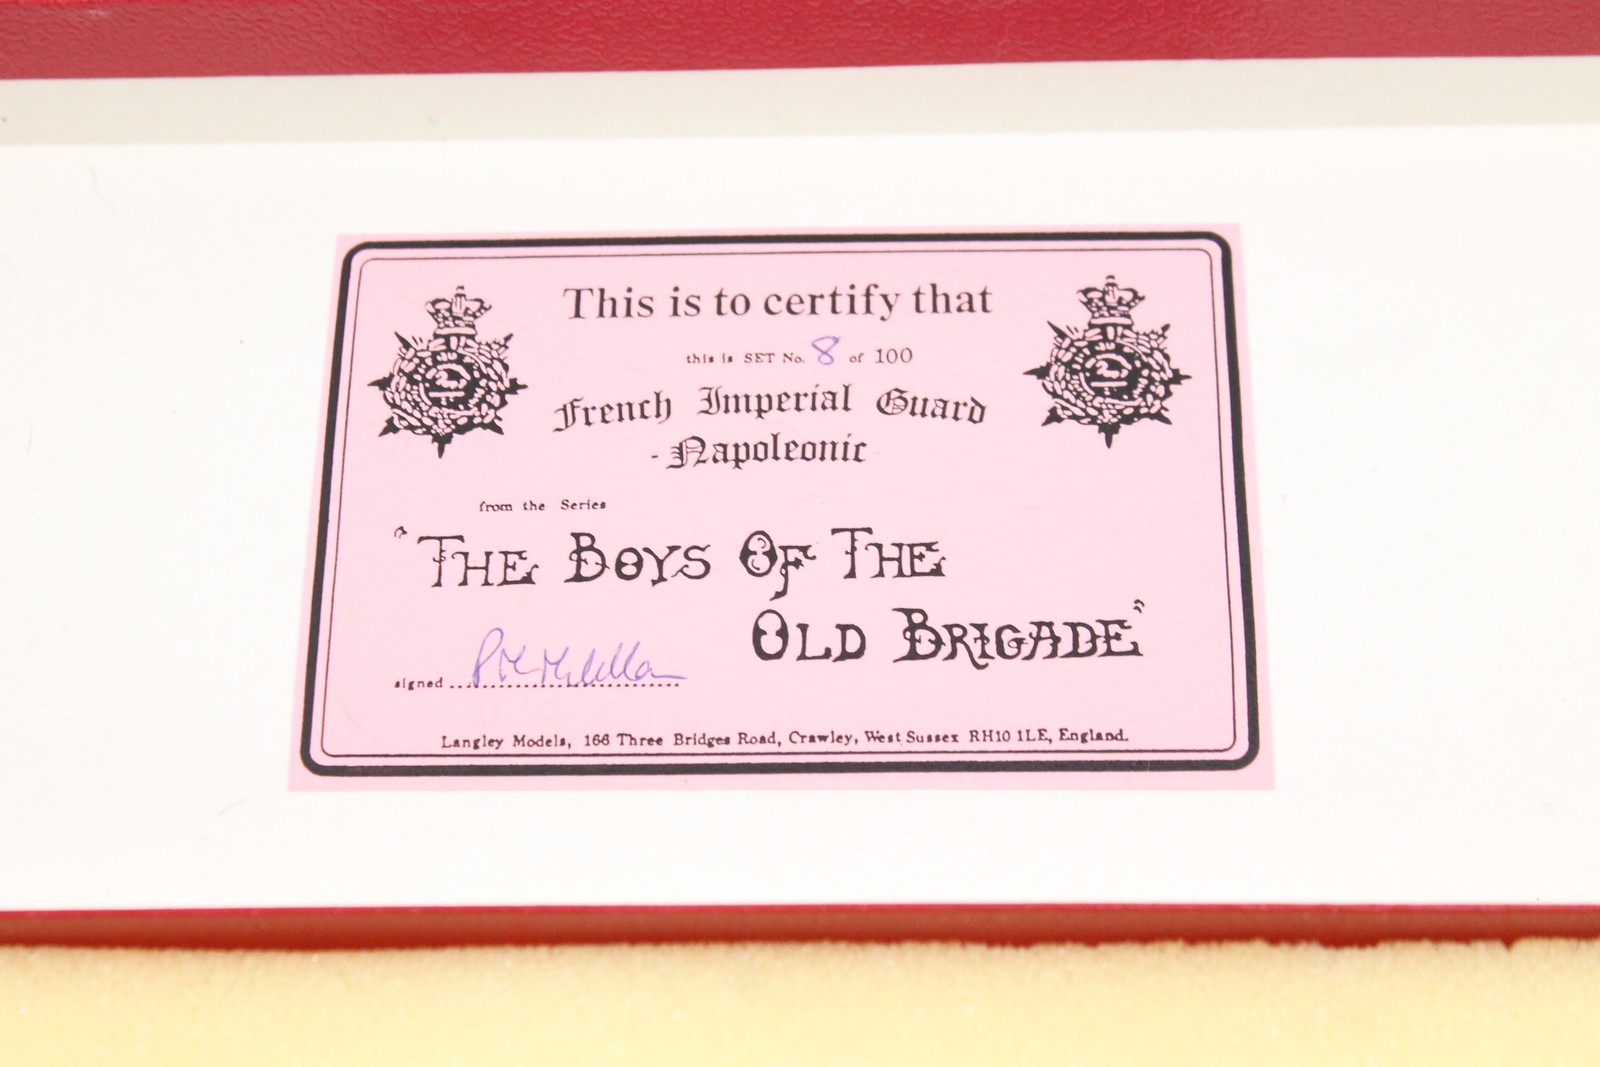 This is to certify that
this is SET No. 8 of 100
French Imperial Guard
- Napoleonic
from the Series
"THE BOYS OF THE
OLD BRIGADE"
signed
Langley Models, 166 Three Bridges Road, Crawley, West Sussex RH10 1LE, England.